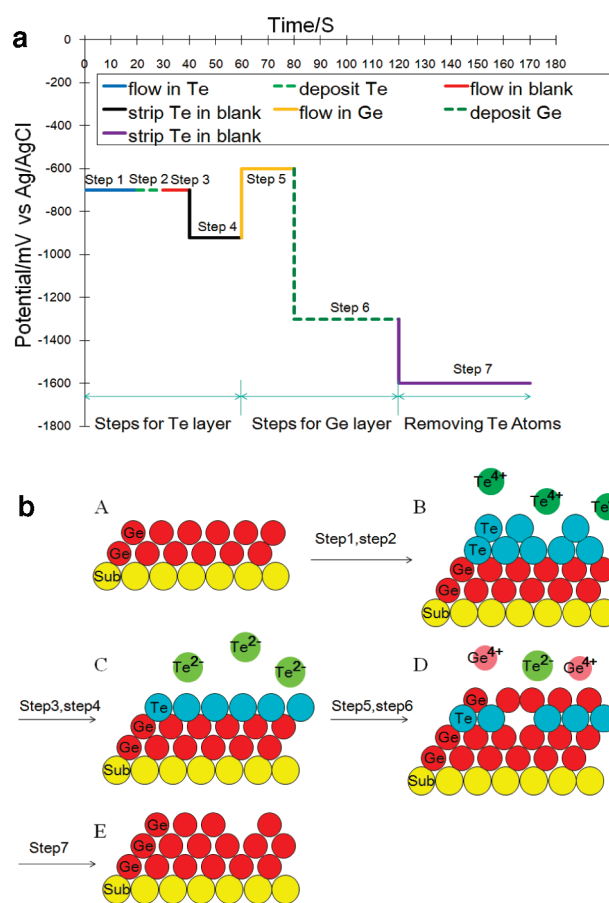 Time/S
a
0 10 20 30 40 50 60 70 80 90 100 110 120 130 140 150 160 170 180
0
-200
flow in Te deposit Te flow in blank
strip Te in blank flow in Ge deposit Ge
strip Te in blank
-400
-600
-800
-1000
-1200
-1400
-1600
-1800
Potential/mV vs Ag/AgCl
Step 1 Step 2 Step 3 Step 5
Step 4
Step 6
Step 7
Steps for Te layer Steps for Ge layer Removing Te Atoms
b
A B
Te4+ Te4+ Te
Ge Ge Sub
Step1,step2
Te Te Ge Ge Sub
C D
Te2- Te2- Te2-
Ge4+ Te2- Ge4+
Step3,step4
Te Ge Ge Sub
Step5,step6
Ge Te Ge Ge Sub
E
Step7
Ge Ge Ge Sub